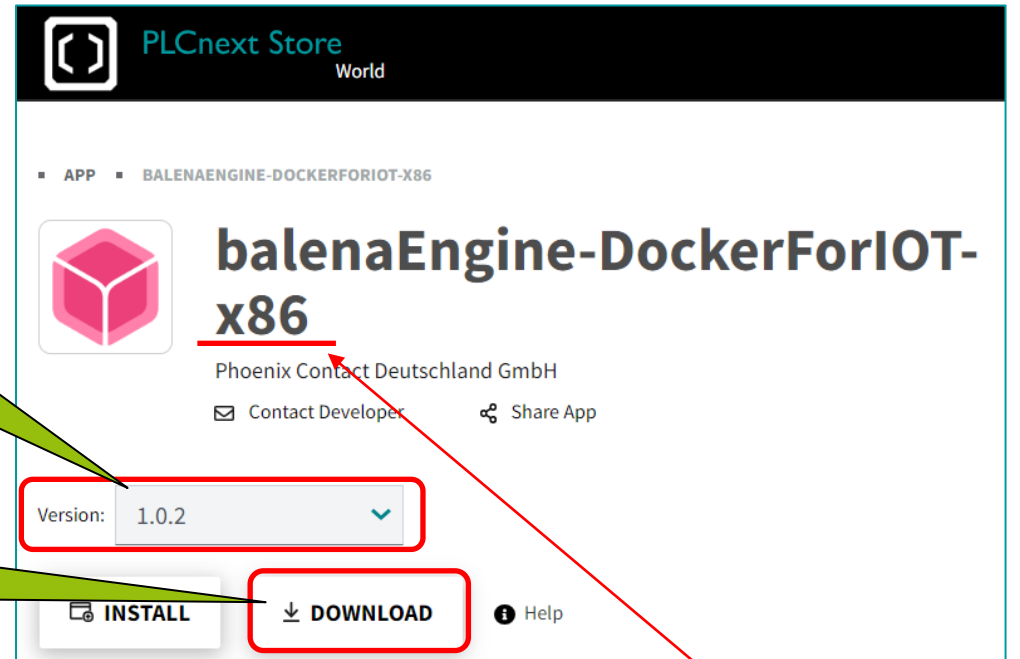 PLCnext Store
World
APP BALENAENGINE-DOCKERFORIOT-X86
balenaEngine-DockerForIOT-
x86
Phoenix Contact Deutschland GmbH
Contact Developer Share App
Version: 1.0.2
INSTALL DOWNLOAD Help